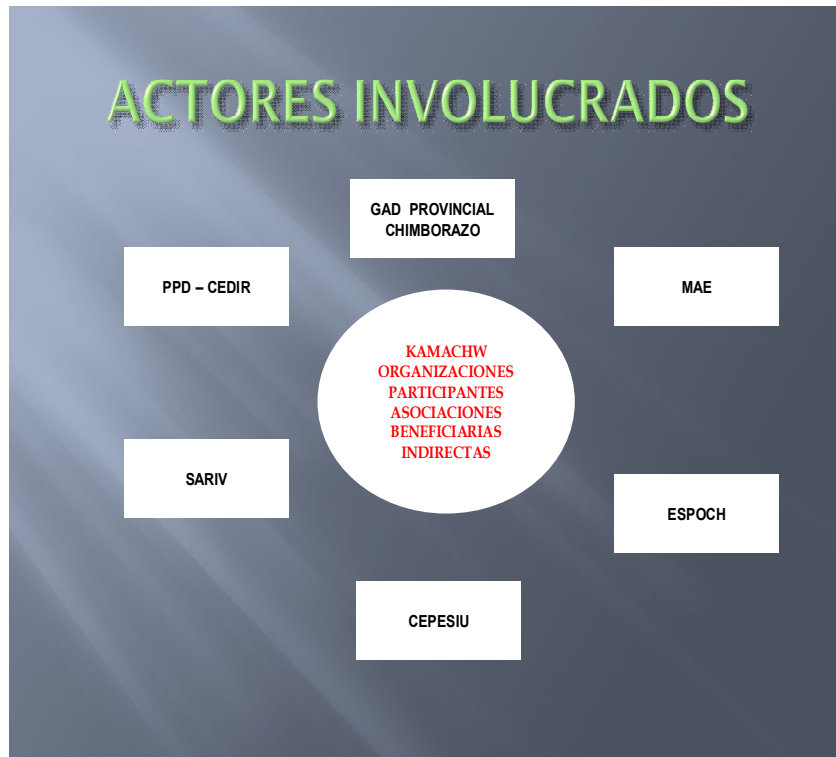 ACTORES INVOLUCRADOS
GAD PROVINCIAL
CHIMBORAZO
PPD – CEDIR
MAE
KAMACHW
ORGANIZACIONES
PARTICIPANTES
ASOCIACIONES
BENEFICIARIAS
INDIRECTAS
SARIV
ESPOCH
CEPESIU